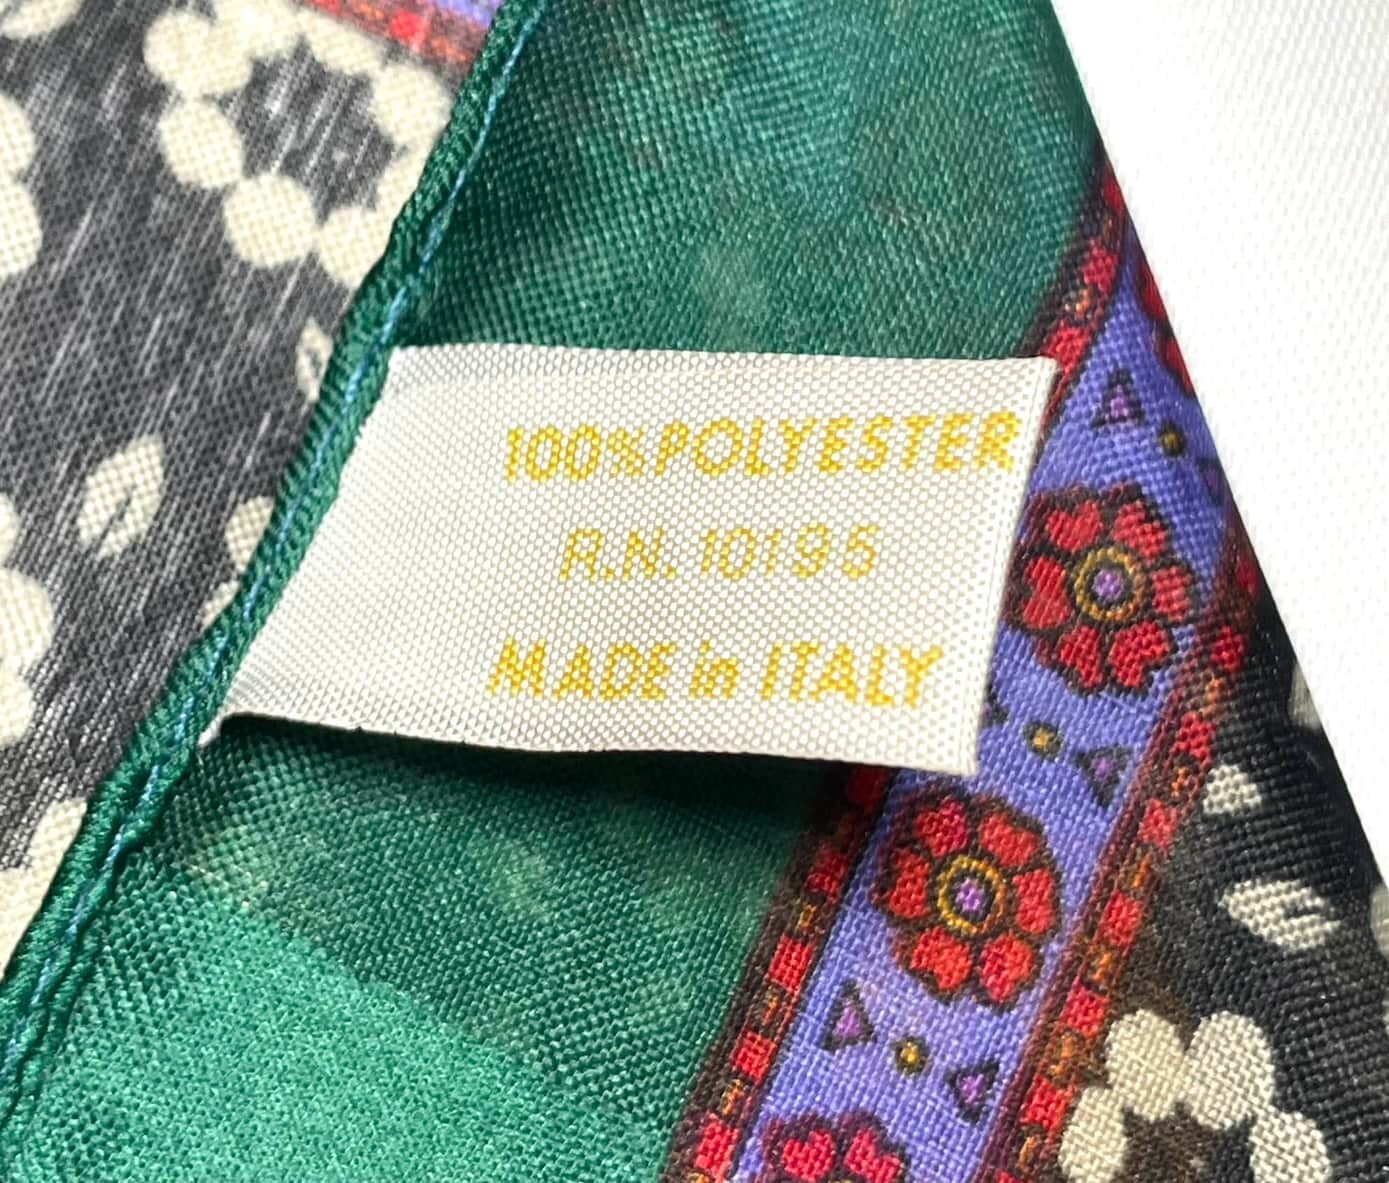 100% POLYESTER
R.N. 10195
MADE in ITALY